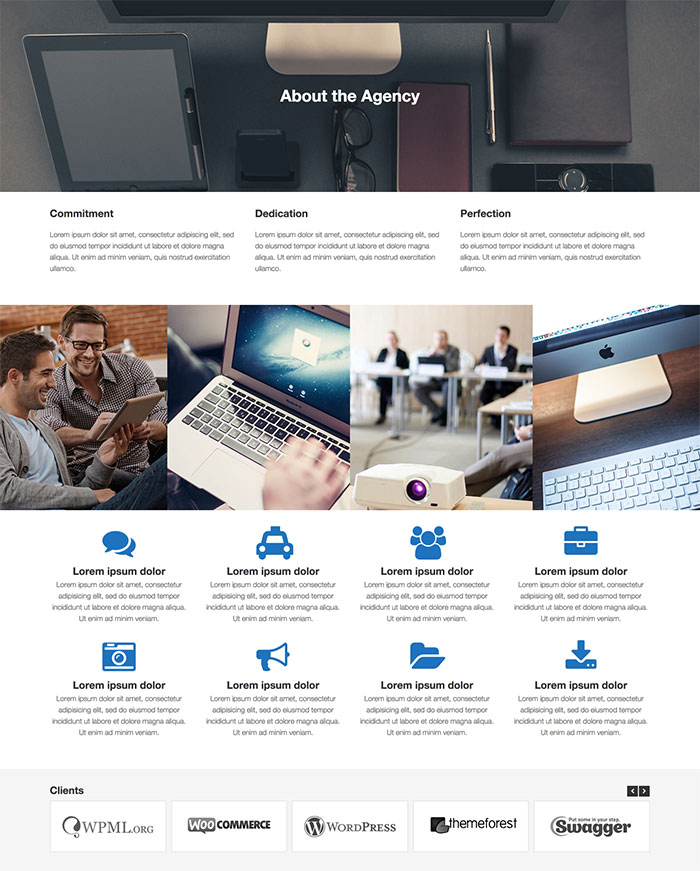 About the Agency
Commitment
Lorem ipsum dolor sit amet, consectetur adipiscing elit, sed
do eiusmod tempor incididunt ut labore et dolore magna
aliqua. Ut enim ad minim veniam, quis nostrud exercitation
ullamco.
Dedication
Lorem ipsum dolor sit amet, consectetur adipiscing elit, sed
do eiusmod tempor incididunt ut labore et dolore magna
aliqua. Ut enim ad minim veniam, quis nostrud exercitation
ullamco.
Perfection
Lorem ipsum dolor sit amet, consectetur adipiscing elit, sed
do eiusmod tempor incididunt ut labore et dolore magna
aliqua. Ut enim ad minim veniam, quis nostrud exercitation
ullamco.
Lorem ipsum dolor
Lorem ipsum dolor sit amet, consectetur
adipisicing elit, sed do eiusmod tempor
incididunt ut labore et dolore magna aliqua.
Ut enim ad minim veniam.
Lorem ipsum dolor
Lorem ipsum dolor sit amet, consectetur
adipisicing elit, sed do eiusmod tempor
incididunt ut labore et dolore magna aliqua.
Ut enim ad minim veniam.
Lorem ipsum dolor
Lorem ipsum dolor sit amet, consectetur
adipisicing elit, sed do eiusmod tempor
incididunt ut labore et dolore magna aliqua.
Ut enim ad minim veniam.
Lorem ipsum dolor
Lorem ipsum dolor sit amet, consectetur
adipisicing elit, sed do eiusmod tempor
incididunt ut labore et dolore magna aliqua.
Ut enim ad minim veniam.
Lorem ipsum dolor
Lorem ipsum dolor sit amet, consectetur
adipisicing elit, sed do eiusmod tempor
incididunt ut labore et dolore magna aliqua.
Ut enim ad minim veniam.
Lorem ipsum dolor
Lorem ipsum dolor sit amet, consectetur
adipisicing elit, sed do eiusmod tempor
incididunt ut labore et dolore magna aliqua.
Ut enim ad minim veniam.
Lorem ipsum dolor
Lorem ipsum dolor sit amet, consectetur
adipisicing elit, sed do eiusmod tempor
incididunt ut labore et dolore magna aliqua.
Ut enim ad minim veniam.
Lorem ipsum dolor
Lorem ipsum dolor sit amet, consectetur
adipisicing elit, sed do eiusmod tempor
incididunt ut labore et dolore magna aliqua.
Ut enim ad minim veniam.
Clients
WPML.ORG
WOO COMMERCE
WORDPRESS
themeforest
Put some in your step.
Swagger